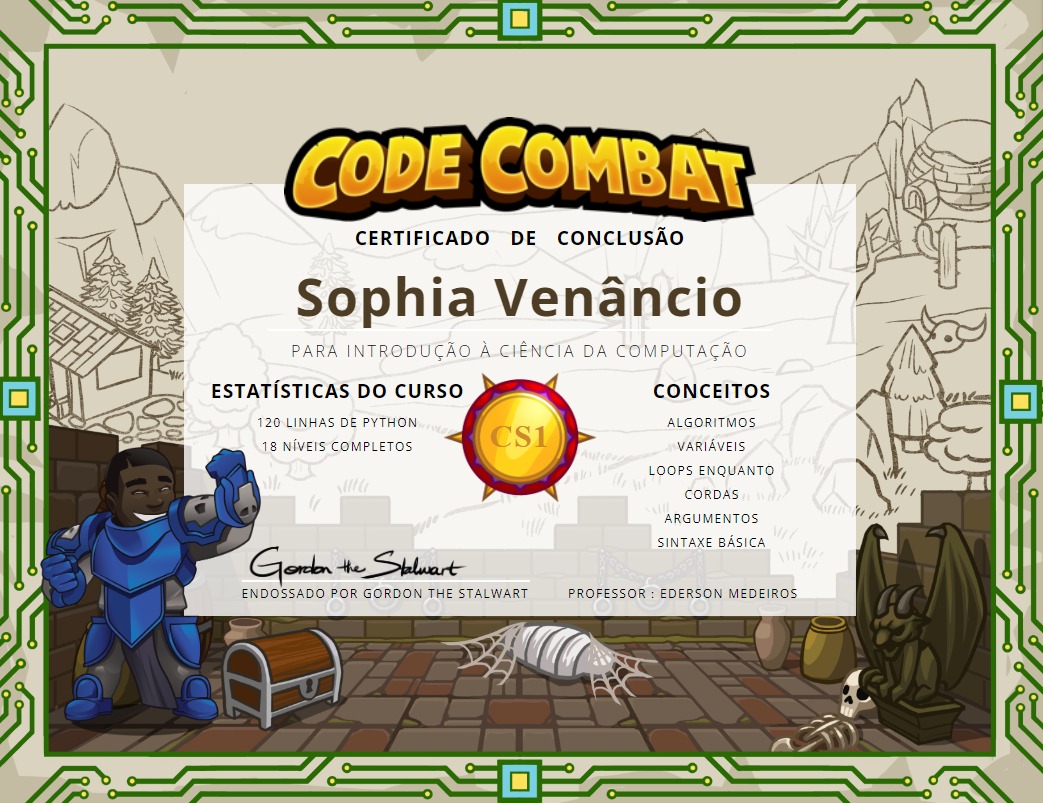 CODE COMBAT
CERTIFICADO DE CONCLUSÃO
Sophia Venâncio
PARA INTRODUÇÃO À CIÊNCIA DA COMPUTAÇÃO
ESTATÍSTICAS DO CURSO
120 LINHAS DE PYTHON
18 NÍVEIS COMPLETOS
CS1
CONCEITOS
ALGORITMOS
VARIÁVEIS
LOOPS ENQUANTO
CORDAS
ARGUMENTOS
SINTAXE BÁSICA
Gordon the Stalwart
ENDOSSADO POR GORDON THE STALWART
PROFESSOR : EDERSON MEDEIROS